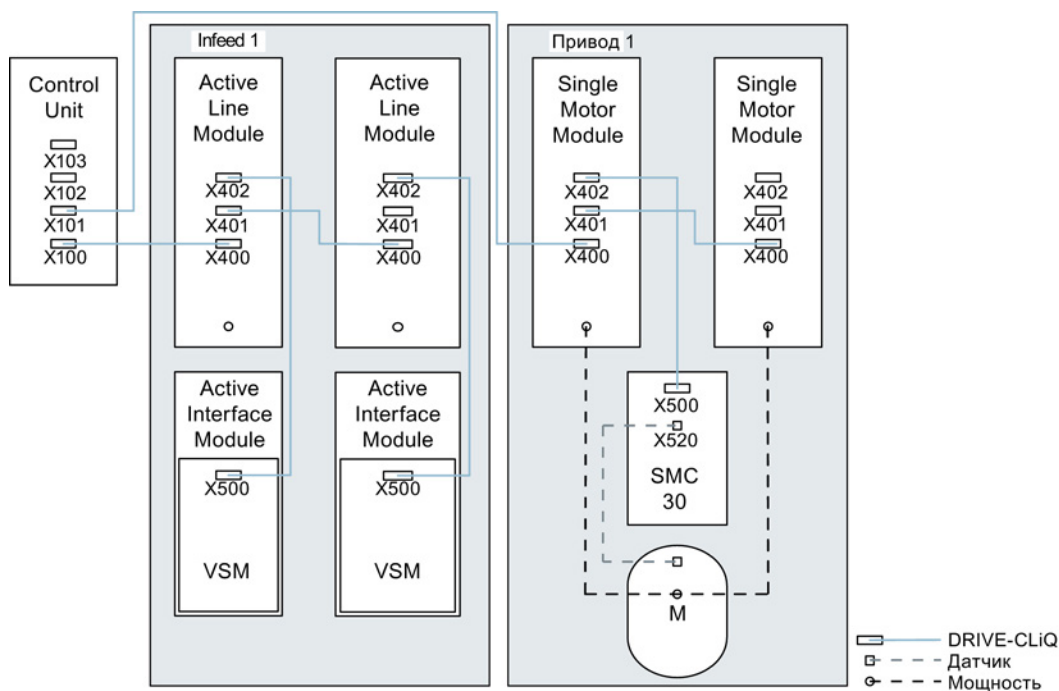 Control
Unit
X103
X102
X101
X100
Infeed 1
Active
Line
Module
X402
X401
X400
Active
Line
Module
X402
X401
X400
Active
Interface
Module
X500
VSM
Active
Interface
Module
X500
VSM
Привод 1
Single
Motor
Module
X402
X401
X400
Single
Motor
Module
X402
X401
X400
X500
X520
SMC
30
M
DRIVE-CLiQ
Датчик
Мощность